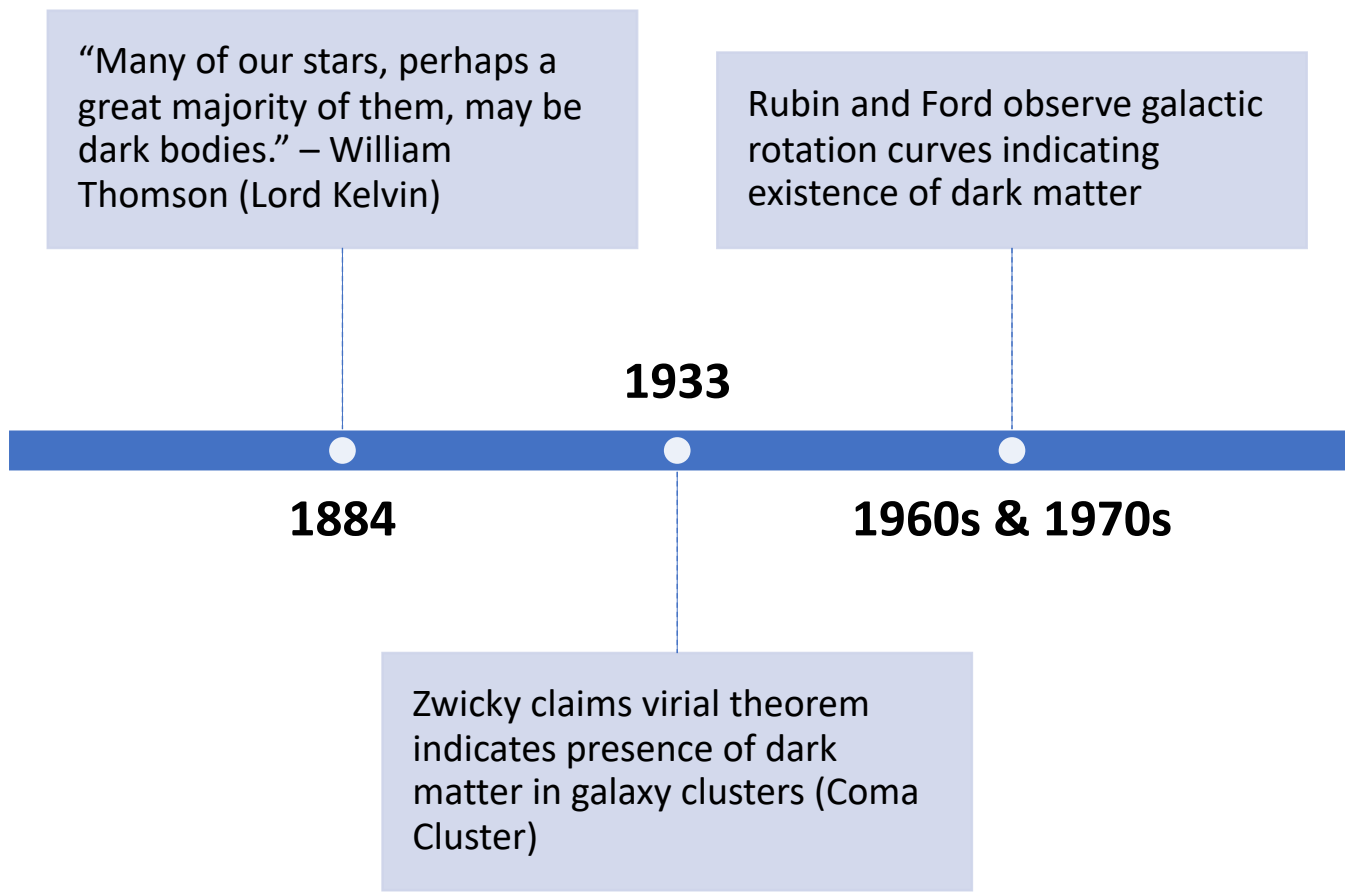 “Many of our stars, perhaps a
great majority of them, may be
dark bodies.” – William
Thomson (Lord Kelvin)
Rubin and Ford observe galactic
rotation curves indicating
existence of dark matter
1933
1884
1960s & 1970s
Zwicky claims virial theorem
indicates presence of dark
matter in galaxy clusters (Coma
Cluster)